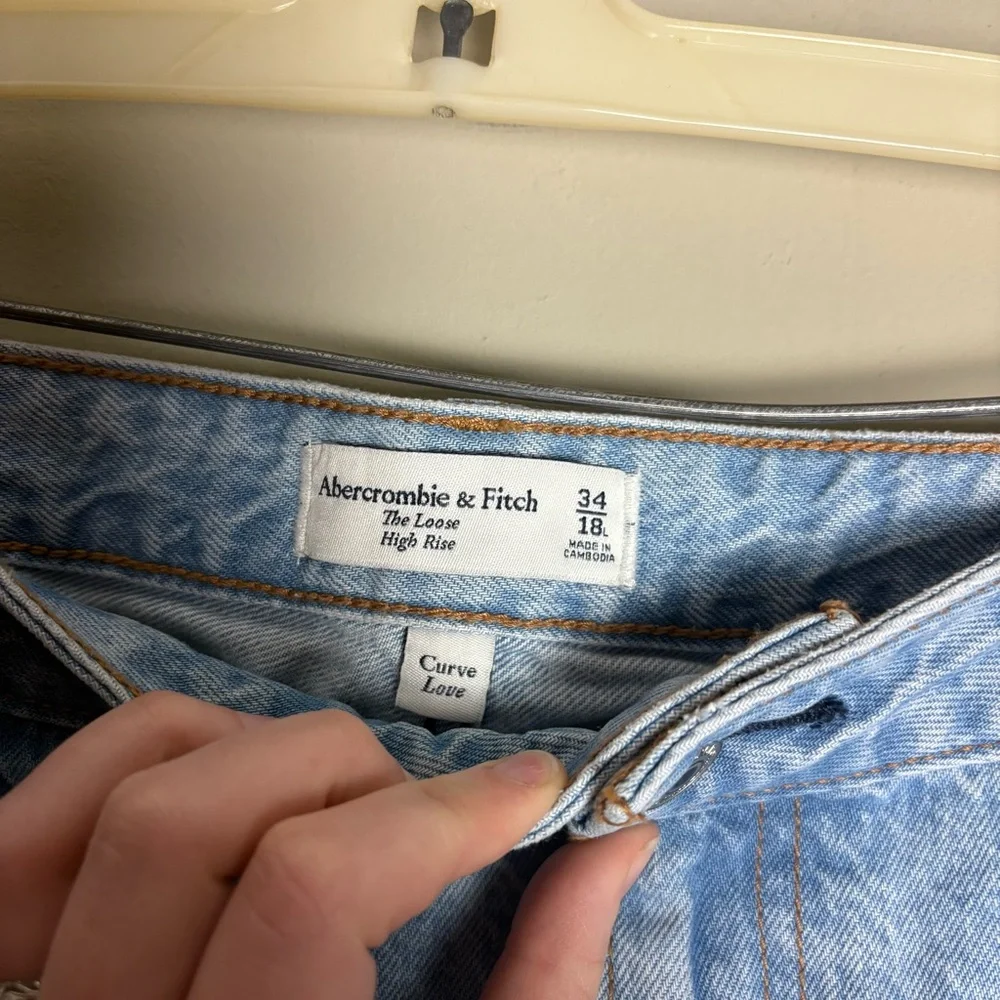 Abercrombie & Fitch
The Loose
High Rise
34
18L
MADE IN
CAMBODIA
Curve
Love